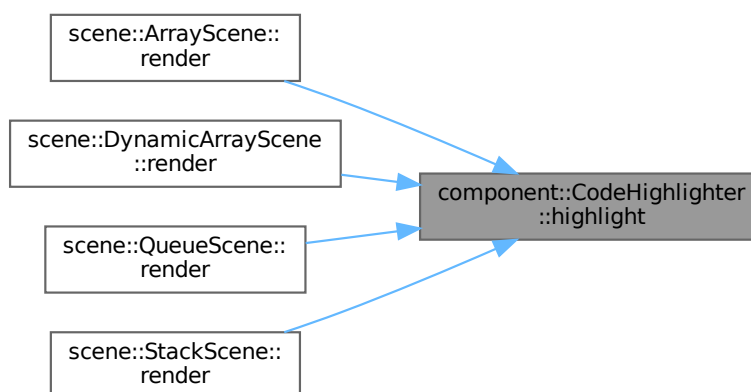 scene::ArrayScene::
render
scene::DynamicArrayScene
::render
component::CodeHighlighter
::highlight
scene::QueueScene::
render
scene::StackScene::
render